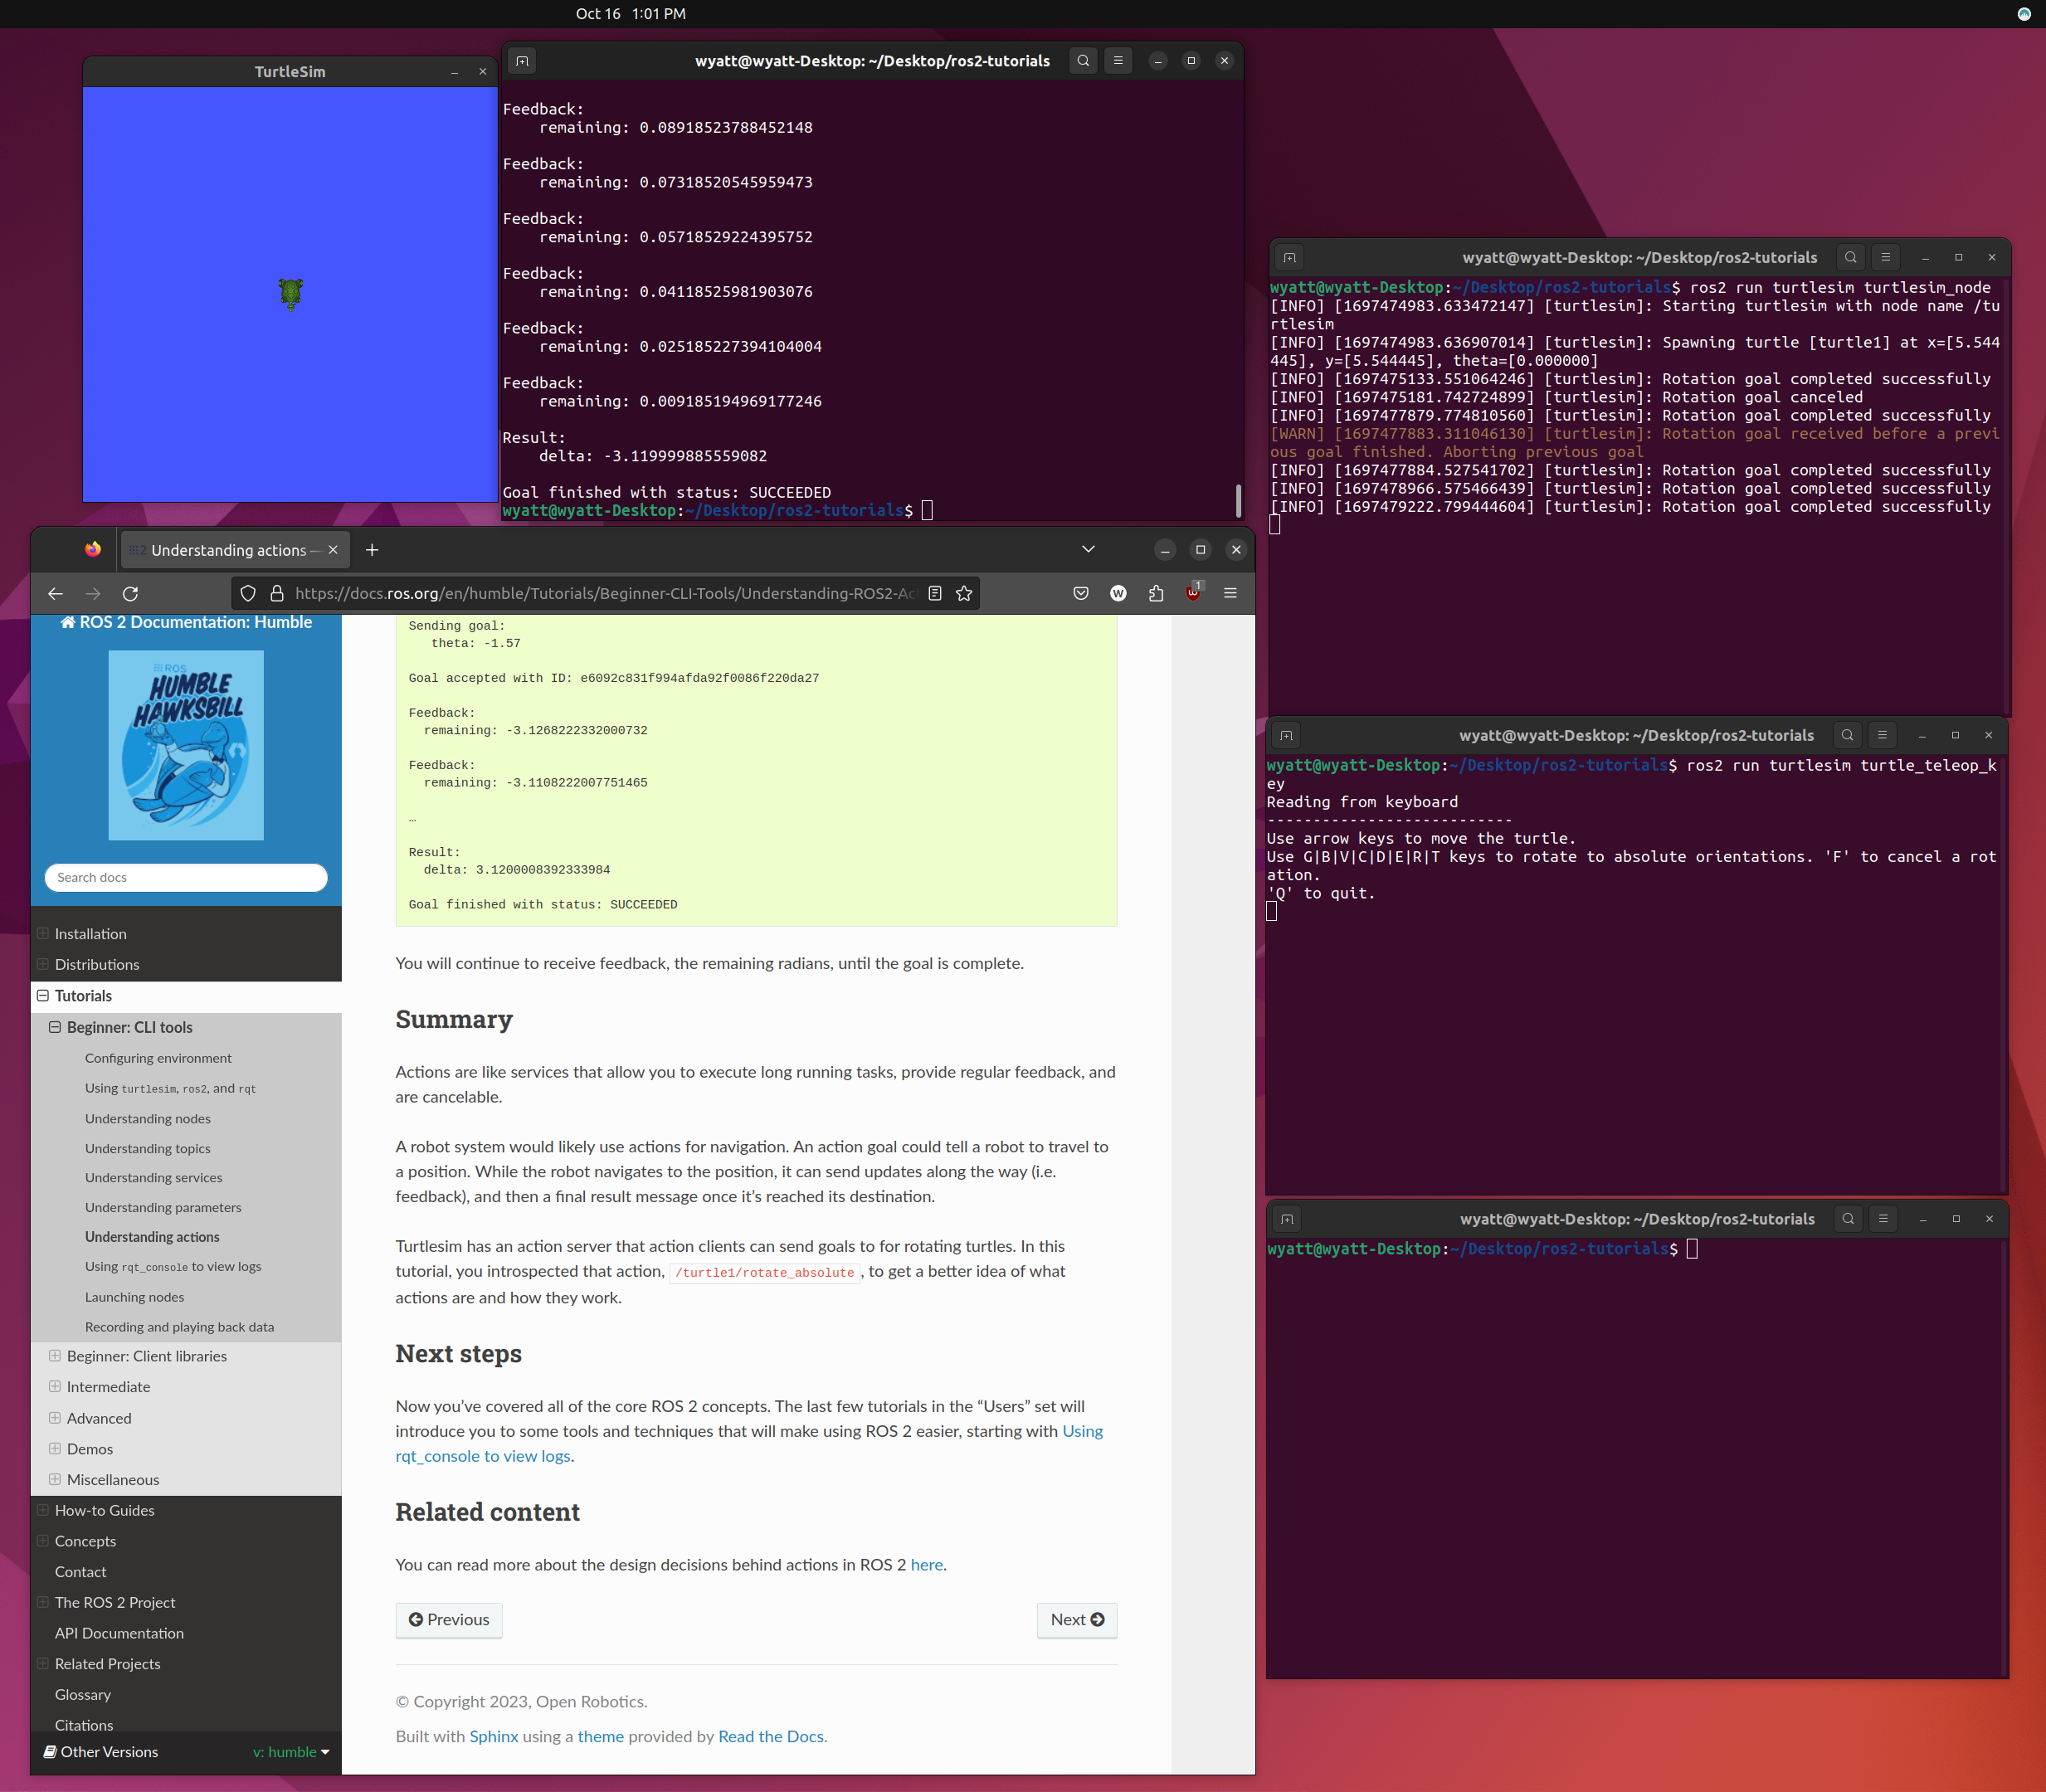 Oct 16 1:01 PM
TurtleSim
wyatt@wyatt-Desktop: ~/Desktop/ros2-tutorials
Feedback:
remaining: 0.08918523788452148
Feedback:
remaining: 0.07318520545959473
Feedback:
remaining: 0.05718529224395752
Feedback:
remaining: 0.04118525981903076
Feedback:
remaining: 0.025185227394104004
Feedback:
remaining: 0.009185194969177246
Result:
delta: -3.119999885559082
Goal finished with status: SUCCEEDED
wyatt@wyatt-Desktop:~/Desktop/ros2-tutorials$
wyatt@wyatt-Desktop: ~/Desktop/ros2-tutorials
wyatt@wyatt-Desktop:~/Desktop/ros2-tutorials$ ros2 run turtlesim turtlesim_node
[INFO] [1697474983.633472147] [turtlesim]: Starting turtlesim with node name /tu
rtlesim
[INFO] [1697474983.636907014] [turtlesim]: Spawning turtle [turtle1] at x=[5.544
445], y=[5.544445], theta=[0.000000]
[INFO] [1697475133.551064246] [turtlesim]: Rotation goal completed successfully
[INFO] [1697475181.742724899] [turtlesim]: Rotation goal canceled
[INFO] [1697477879.774810560] [turtlesim]: Rotation goal completed successfully
[WARN] [1697477883.311046130] [turtlesim]: Rotation goal received before a previ
ous goal finished. Aborting previous goal
[INFO] [1697477884.527541702] [turtlesim]: Rotation goal completed successfully
[INFO] [1697478966.575466439] [turtlesim]: Rotation goal completed successfully
[INFO] [1697479222.799444604] [turtlesim]: Rotation goal completed successfully
wyatt@wyatt-Desktop: ~/Desktop/ros2-tutorials
wyatt@wyatt-Desktop:~/Desktop/ros2-tutorials$ ros2 run turtlesim turtle_teleop_k
ey
Reading from keyboard
---------------------------
Use arrow keys to move the turtle.
Use G|B|V|C|D|E|R|T keys to rotate to absolute orientations. 'F' to cancel a rot
ation.
'Q' to quit.
wyatt@wyatt-Desktop: ~/Desktop/ros2-tutorials
wyatt@wyatt-Desktop:~/Desktop/ros2-tutorials$
Understanding actions —
https://docs.ros.org/en/humble/Tutorials/Beginner-CLI-Tools/Understanding-ROS2-Ac
W
1
ROS 2 Documentation: Humble
ROS
HUMBLE
HAWKSBILL
Search docs
Installation
Distributions
Tutorials
Beginner: CLI tools
Configuring environment
Using turtlesim, ros2, and rqt
Understanding nodes
Understanding topics
Understanding services
Understanding parameters
Understanding actions
Using rqt_console to view logs
Launching nodes
Recording and playing back data
Beginner: Client libraries
Intermediate
Advanced
Demos
Miscellaneous
How-to Guides
Concepts
Contact
The ROS 2 Project
API Documentation
Related Projects
Glossary
Citations
Other Versions v: humble
Sending goal:
theta: -1.57
Goal accepted with ID: e6092c831f994afda92f0086f220da27
Feedback:
remaining: -3.1268222332000732
Feedback:
remaining: -3.1108222007751465
…
Result:
delta: 3.1200008392333984
Goal finished with status: SUCCEEDED
You will continue to receive feedback, the remaining radians, until the goal is complete.
Summary
Actions are like services that allow you to execute long running tasks, provide regular feedback, and
are cancelable.
A robot system would likely use actions for navigation. An action goal could tell a robot to travel to
a position. While the robot navigates to the position, it can send updates along the way (i.e.
feedback), and then a final result message once it’s reached its destination.
Turtlesim has an action server that action clients can send goals to for rotating turtles. In this
tutorial, you introspected that action, /turtle1/rotate_absolute, to get a better idea of what
actions are and how they work.
Next steps
Now you’ve covered all of the core ROS 2 concepts. The last few tutorials in the “Users” set will
introduce you to some tools and techniques that will make using ROS 2 easier, starting with Using
rqt_console to view logs.
Related content
You can read more about the design decisions behind actions in ROS 2 here.
Previous
Next
© Copyright 2023, Open Robotics.
Built with Sphinx using a theme provided by Read the Docs.